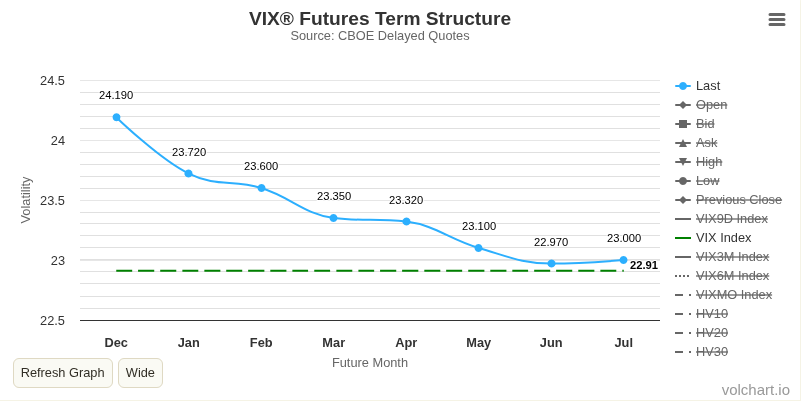 VIX® Futures Term Structure
Source: CBOE Delayed Quotes
Volatility
24.5
24
23.5
23
22.5
24.190
23.720
23.600
23.350
23.320
23.100
22.970
23.000
22.91
Dec
Jan
Feb
Mar
Apr
May
Jun
Jul
Future Month
Last
Open
Bid
Ask
High
Low
Previous Close
VIX9D Index
VIX Index
VIX3M Index
VIX6M Index
VIXMO Index
HV10
HV20
HV30
Refresh Graph
Wide
volchart.io